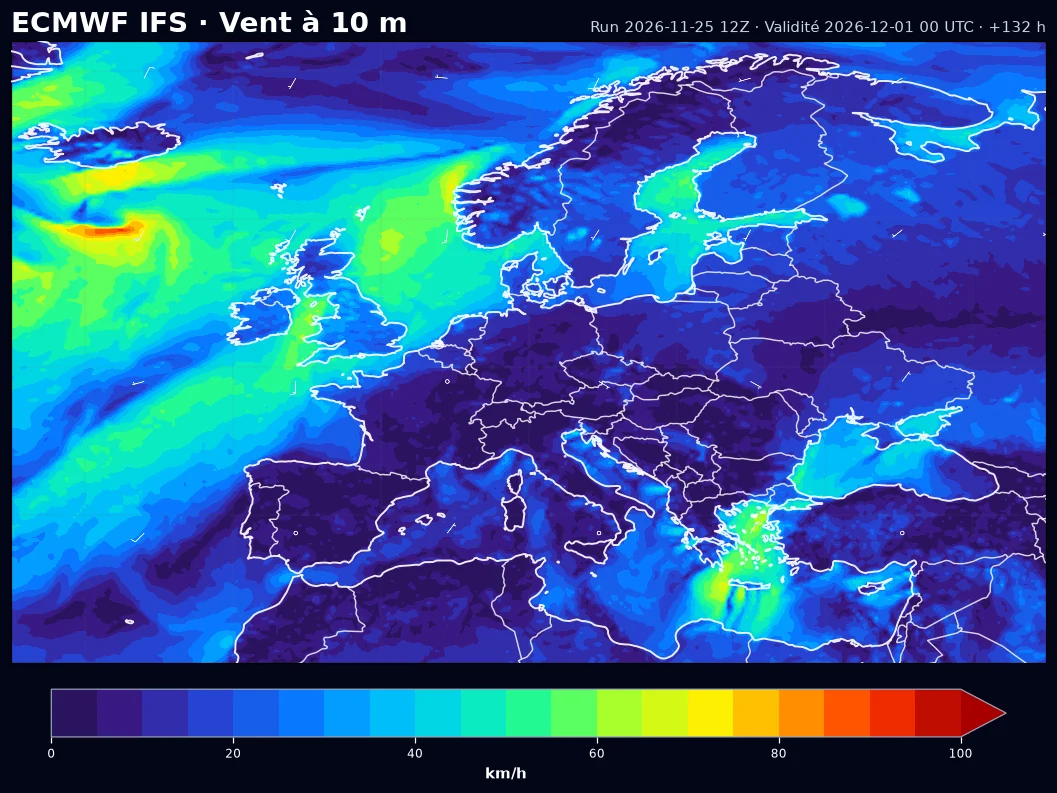 ECMWF IFS · Vent à 10 m
Run 2026-11-25 12Z · Validité 2026-12-01 00 UTC · +132 h
0 20 40 60 80 100
km/h